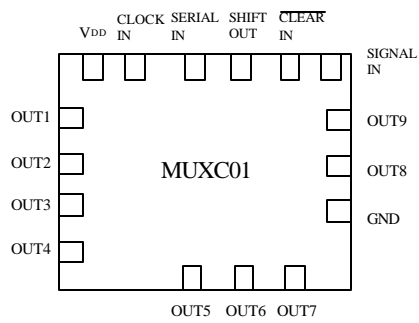 VDD
CLOCK
IN
SERIAL
IN
SHIFT
OUT
CLEAR
IN
SIGNAL
IN
OUT1
OUT9
OUT2
MUXC01
OUT8
OUT3
GND
OUT4
OUT5 OUT6 OUT7